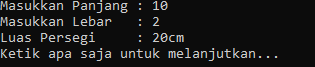 Masukkan Panjang : 10
Masukkan Lebar   : 2
Luas Persegi     : 20cm
Ketik apa saja untuk melanjutkan...